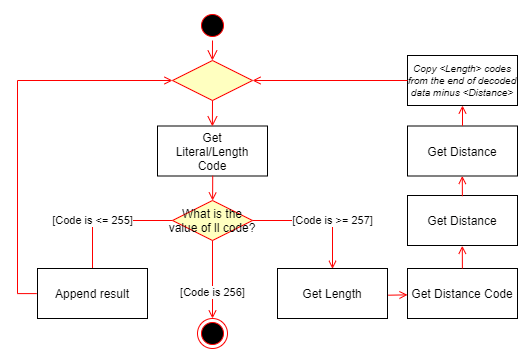 Copy <Length> codes
from the end of decoded
data minus <Distance>
Get
Literal/Length
Code
Get Distance
What is the
value of ll code?
[Code is <= 255]
[Code is >= 257]
Get Distance
[Code is 256]
Append result
Get Length
Get Distance Code